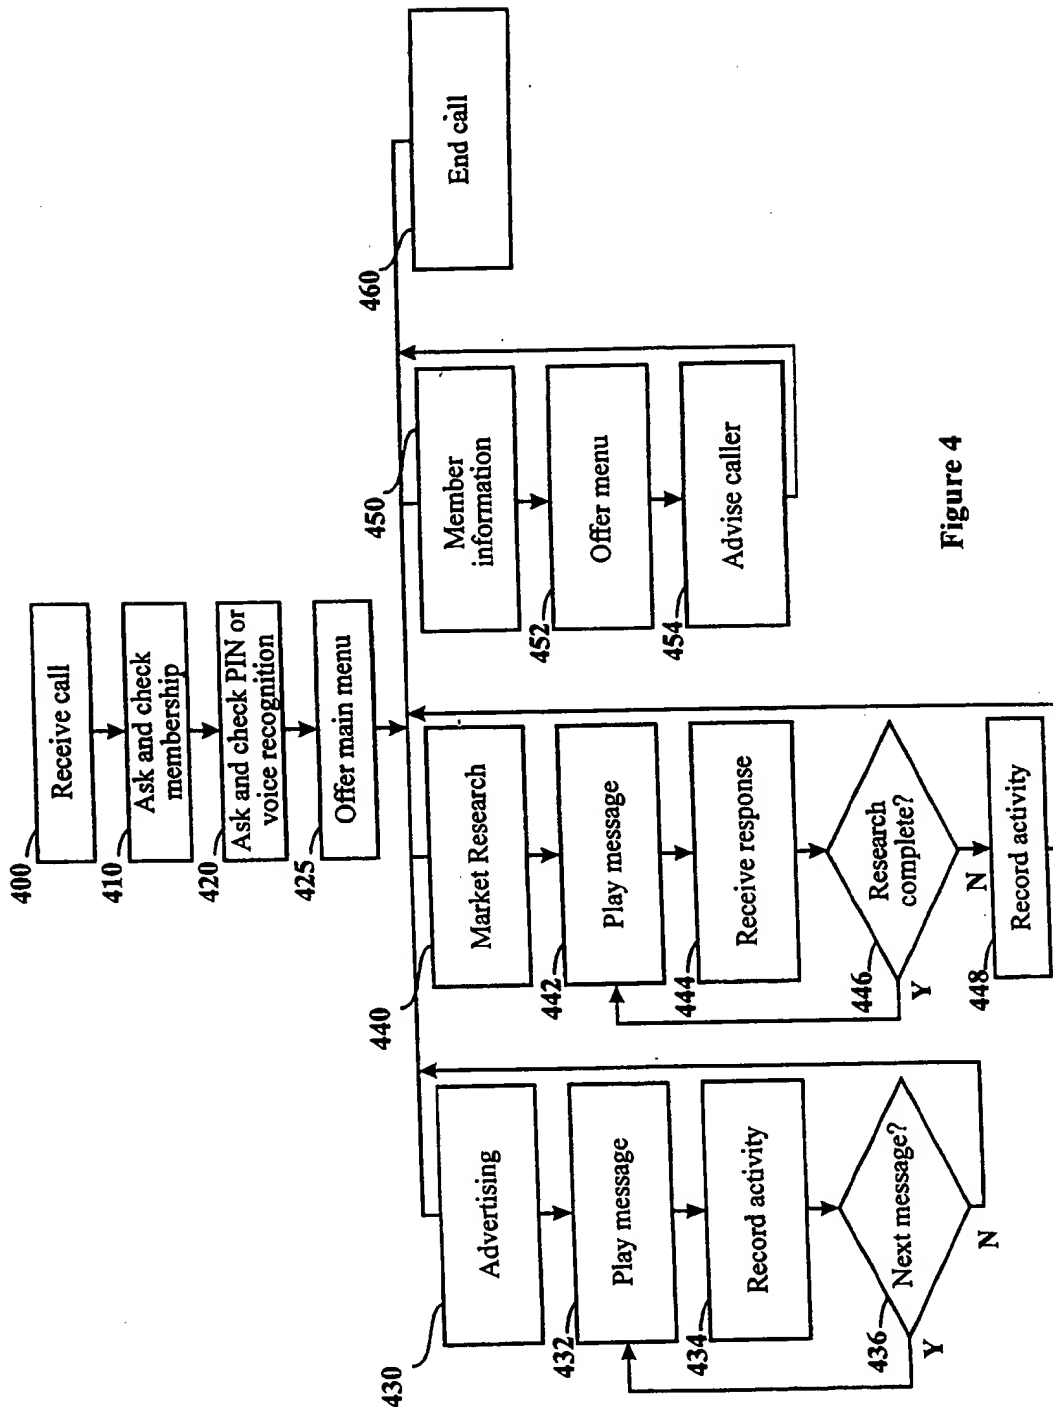 400
Receive call
410
Ask and check
membership
420
Ask and check PIN or
voice recognition
425
Offer main menu
430
Advertising
432
Play message
434
Record activity
436
Next message?
Y
N
440
Market Research
442
Play message
444
Receive response
446
Research
complete?
Y
N
448
Record activity
450
Member
information
452
Offer menu
454
Advise caller
460
End call
Figure 4